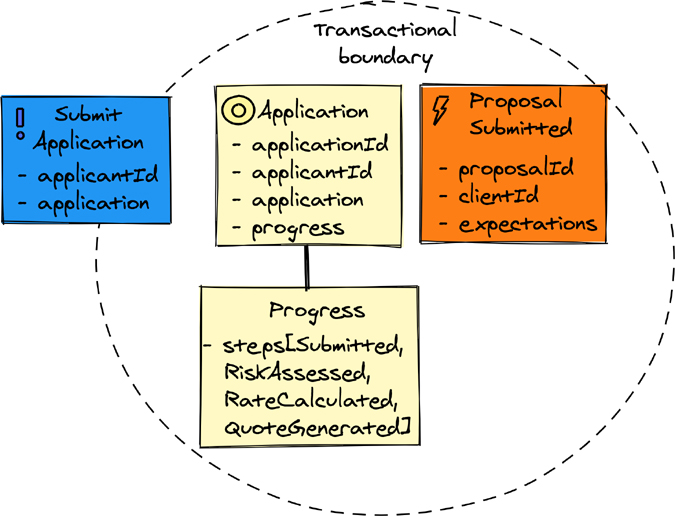 Transactional
boundary
Submit
Application
- applicantId
- application
Application
- applicationId
- applicantId
- application
- progress
Proposal
Submitted
- proposalId
- clientId
- expectations
Progress
- steps[Submitted,
RiskAssessed,
RateCalculated,
QuoteGenerated]